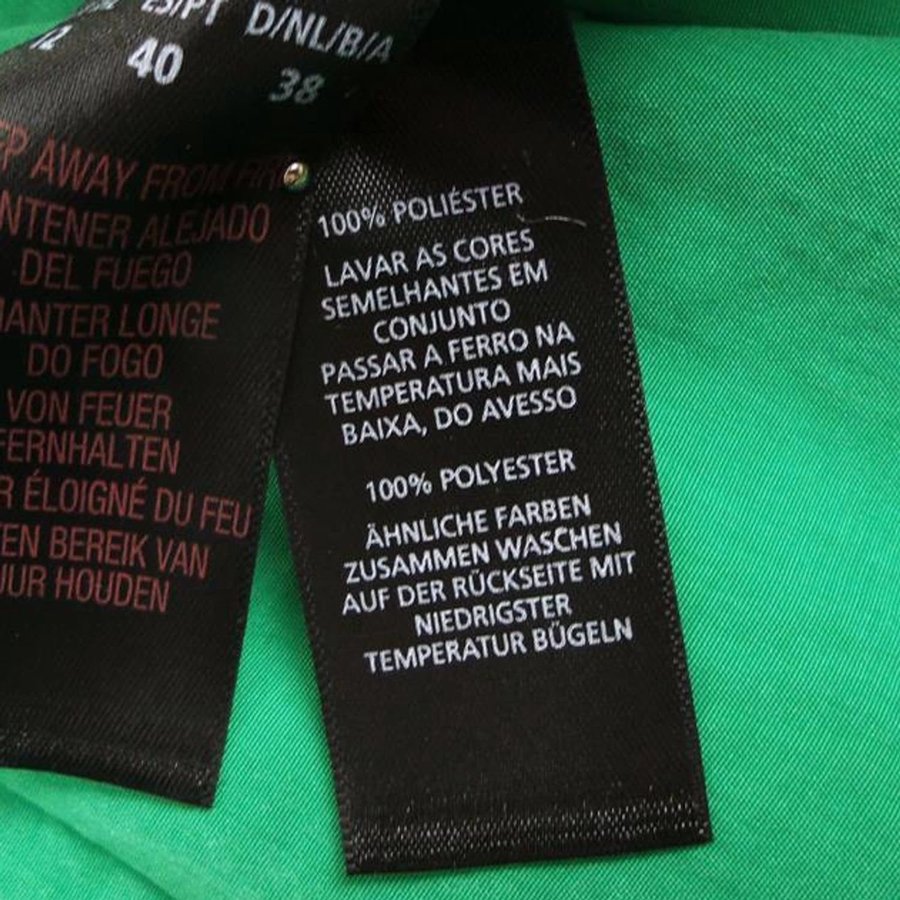 ES/PT D/NL/B/A
12 40 38
AWAY FROM
ALEJADO
DEL FUEGO
LONGE
DO FOGO
VON FEUER
FERNHALTEN
ÉLOIGNÉ DU FEU
BEREIK VAN
HOUDEN
100% POLIÉSTER
LAVAR AS CORES
SEMELHANTES EM
CONJUNTO
PASSAR A FERRO NA
TEMPERATURA MAIS
BAIXA, DO AVESSO
100% POLYESTER
ÄHNLICHE FARBEN
ZUSAMMEN WASCHEN
AUF DER RÜCKSEITE MIT
NIEDRIGSTER
TEMPERATUR BÜGELN